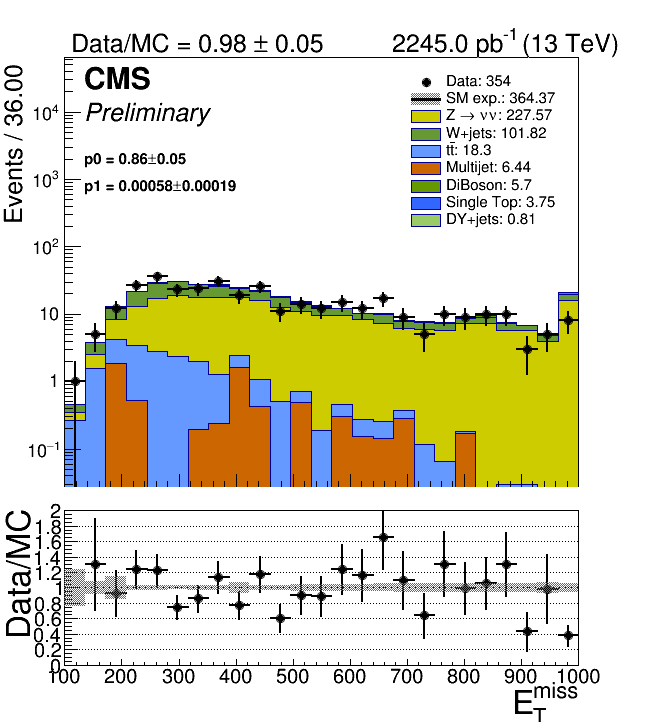 Data/MC = 0.98 ± 0.05 2245.0 pb⁻¹ (13 TeV)
Events / 36.00
CMS
Preliminary
p0 = 0.86±0.05
p1 = 0.00058±0.00019
Data: 354
SM exp.: 364.37
Z → νν: 227.57
W+jets: 101.82
tt̄: 18.3
Multijet: 6.44
DiBoson: 5.7
Single Top: 3.75
DY+jets: 0.81
10⁴
10³
10²
10
1
10⁻¹
Data/MC
2
1.8
1.6
1.4
1.2
1
0.8
0.6
0.4
0.2
0
100 200 300 400 500 600 700 800 900 1000
E_T^miss